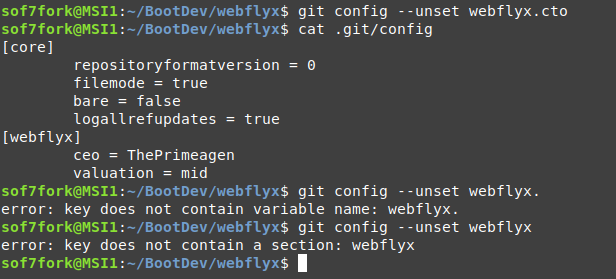 sof7fork@MSI1:~/BootDev/webflyx$ git config --unset webflyx.cto
sof7fork@MSI1:~/BootDev/webflyx$ cat .git/config
[core]
        repositoryformatversion = 0
        filemode = true
        bare = false
        logallrefupdates = true
[webflyx]
        ceo = ThePrimeagen
        valuation = mid
sof7fork@MSI1:~/BootDev/webflyx$ git config --unset webflyx.
error: key does not contain variable name: webflyx.
sof7fork@MSI1:~/BootDev/webflyx$ git config --unset webflyx
error: key does not contain a section: webflyx
sof7fork@MSI1:~/BootDev/webflyx$